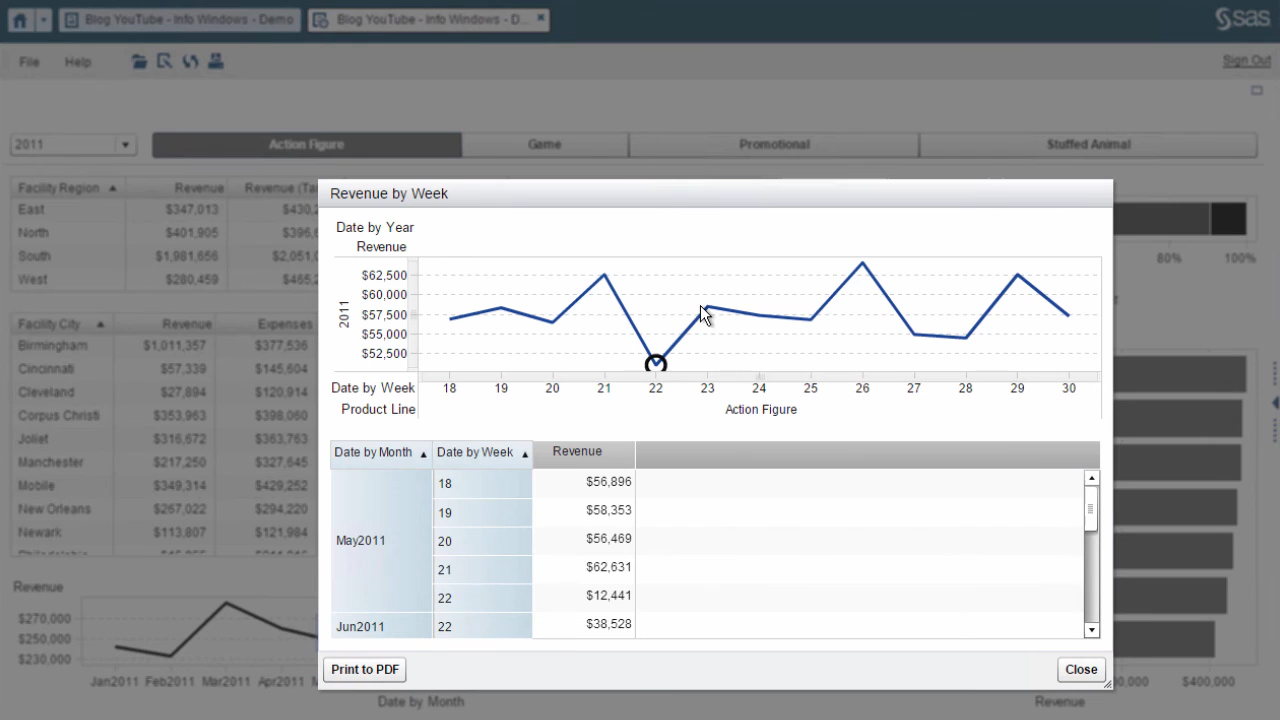 Blog YouTube - Info Windows - Demo
Blog YouTube - Info Windows - D...
sas
File
Help
Sign Out
2011
Action Figure
Game
Promotional
Stuffed Animal
Facility Region Revenue Revenue (Ta
East $347,013 $430,2
North $401,905 $396,
South $1,981,656 $2,051,
West $280,459 $465,
80% 100%
Facility City Revenue Expenses
Birmingham $1,011,357 $377,536
Cincinnati $57,339 $145,604
Cleveland $27,894 $120,914
Corpus Christi $353,963 $398,060
Joliet $316,672 $363,763
Manchester $217,250 $327,645
Mobile $349,314 $429,252
New Orleans $267,022 $294,220
Newark $113,807 $121,984
Revenue
$270,000
$250,000
$230,000
Jan2011 Feb2011 Mar2011 Apr2011
Date by Month
$400,000
Revenue
Revenue by Week
Date by Year
Revenue
2011
$62,500
$60,000
$57,500
$55,000
$52,500
Date by Week 18 19 20 21 22 23 24 25 26 27 28 29 30
Product Line Action Figure
Date by Month Date by Week Revenue
May2011
18 $56,896
19 $58,353
20 $56,469
21 $62,631
22 $12,441
Jun2011 22 $38,528
Print to PDF
Close